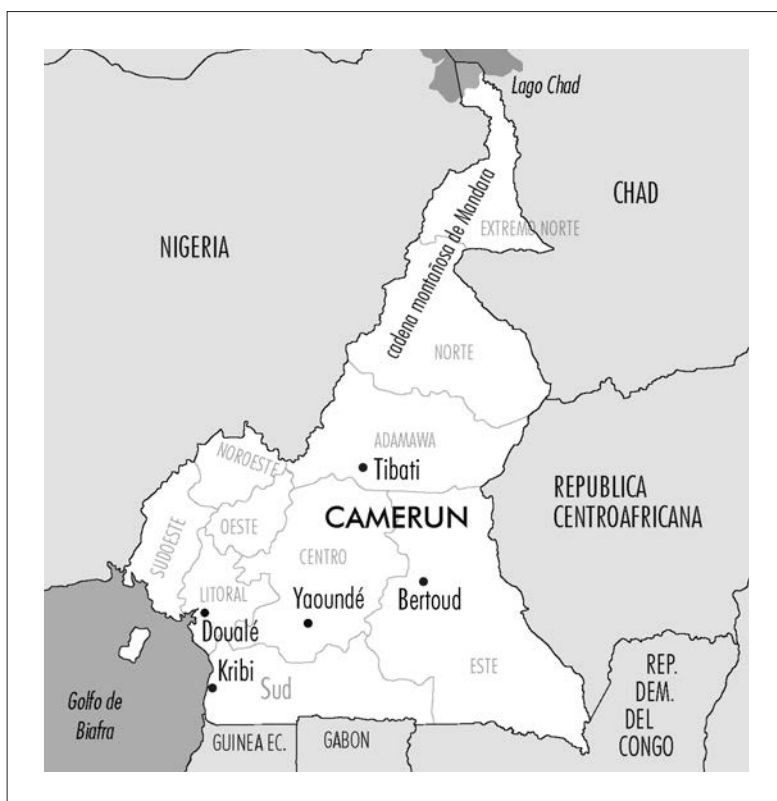 Lago Chad
CHAD
NIGERIA
cadena montañosa de Mandara
EXTREMO NORTE
NORTE
ADAMAWA
Tibati
NOROESTE
REPUBLICA
CENTROAFRICANA
CAMERUN
OESTE
SUDOESTE
CENTRO
LITORAL
Yaoundé
Bertoud
Doualé
Kribi
Sud
ESTE
REP.
DEM.
DEL
CONGO
Golfo de
Biafra
GUINEA EC.
GABON